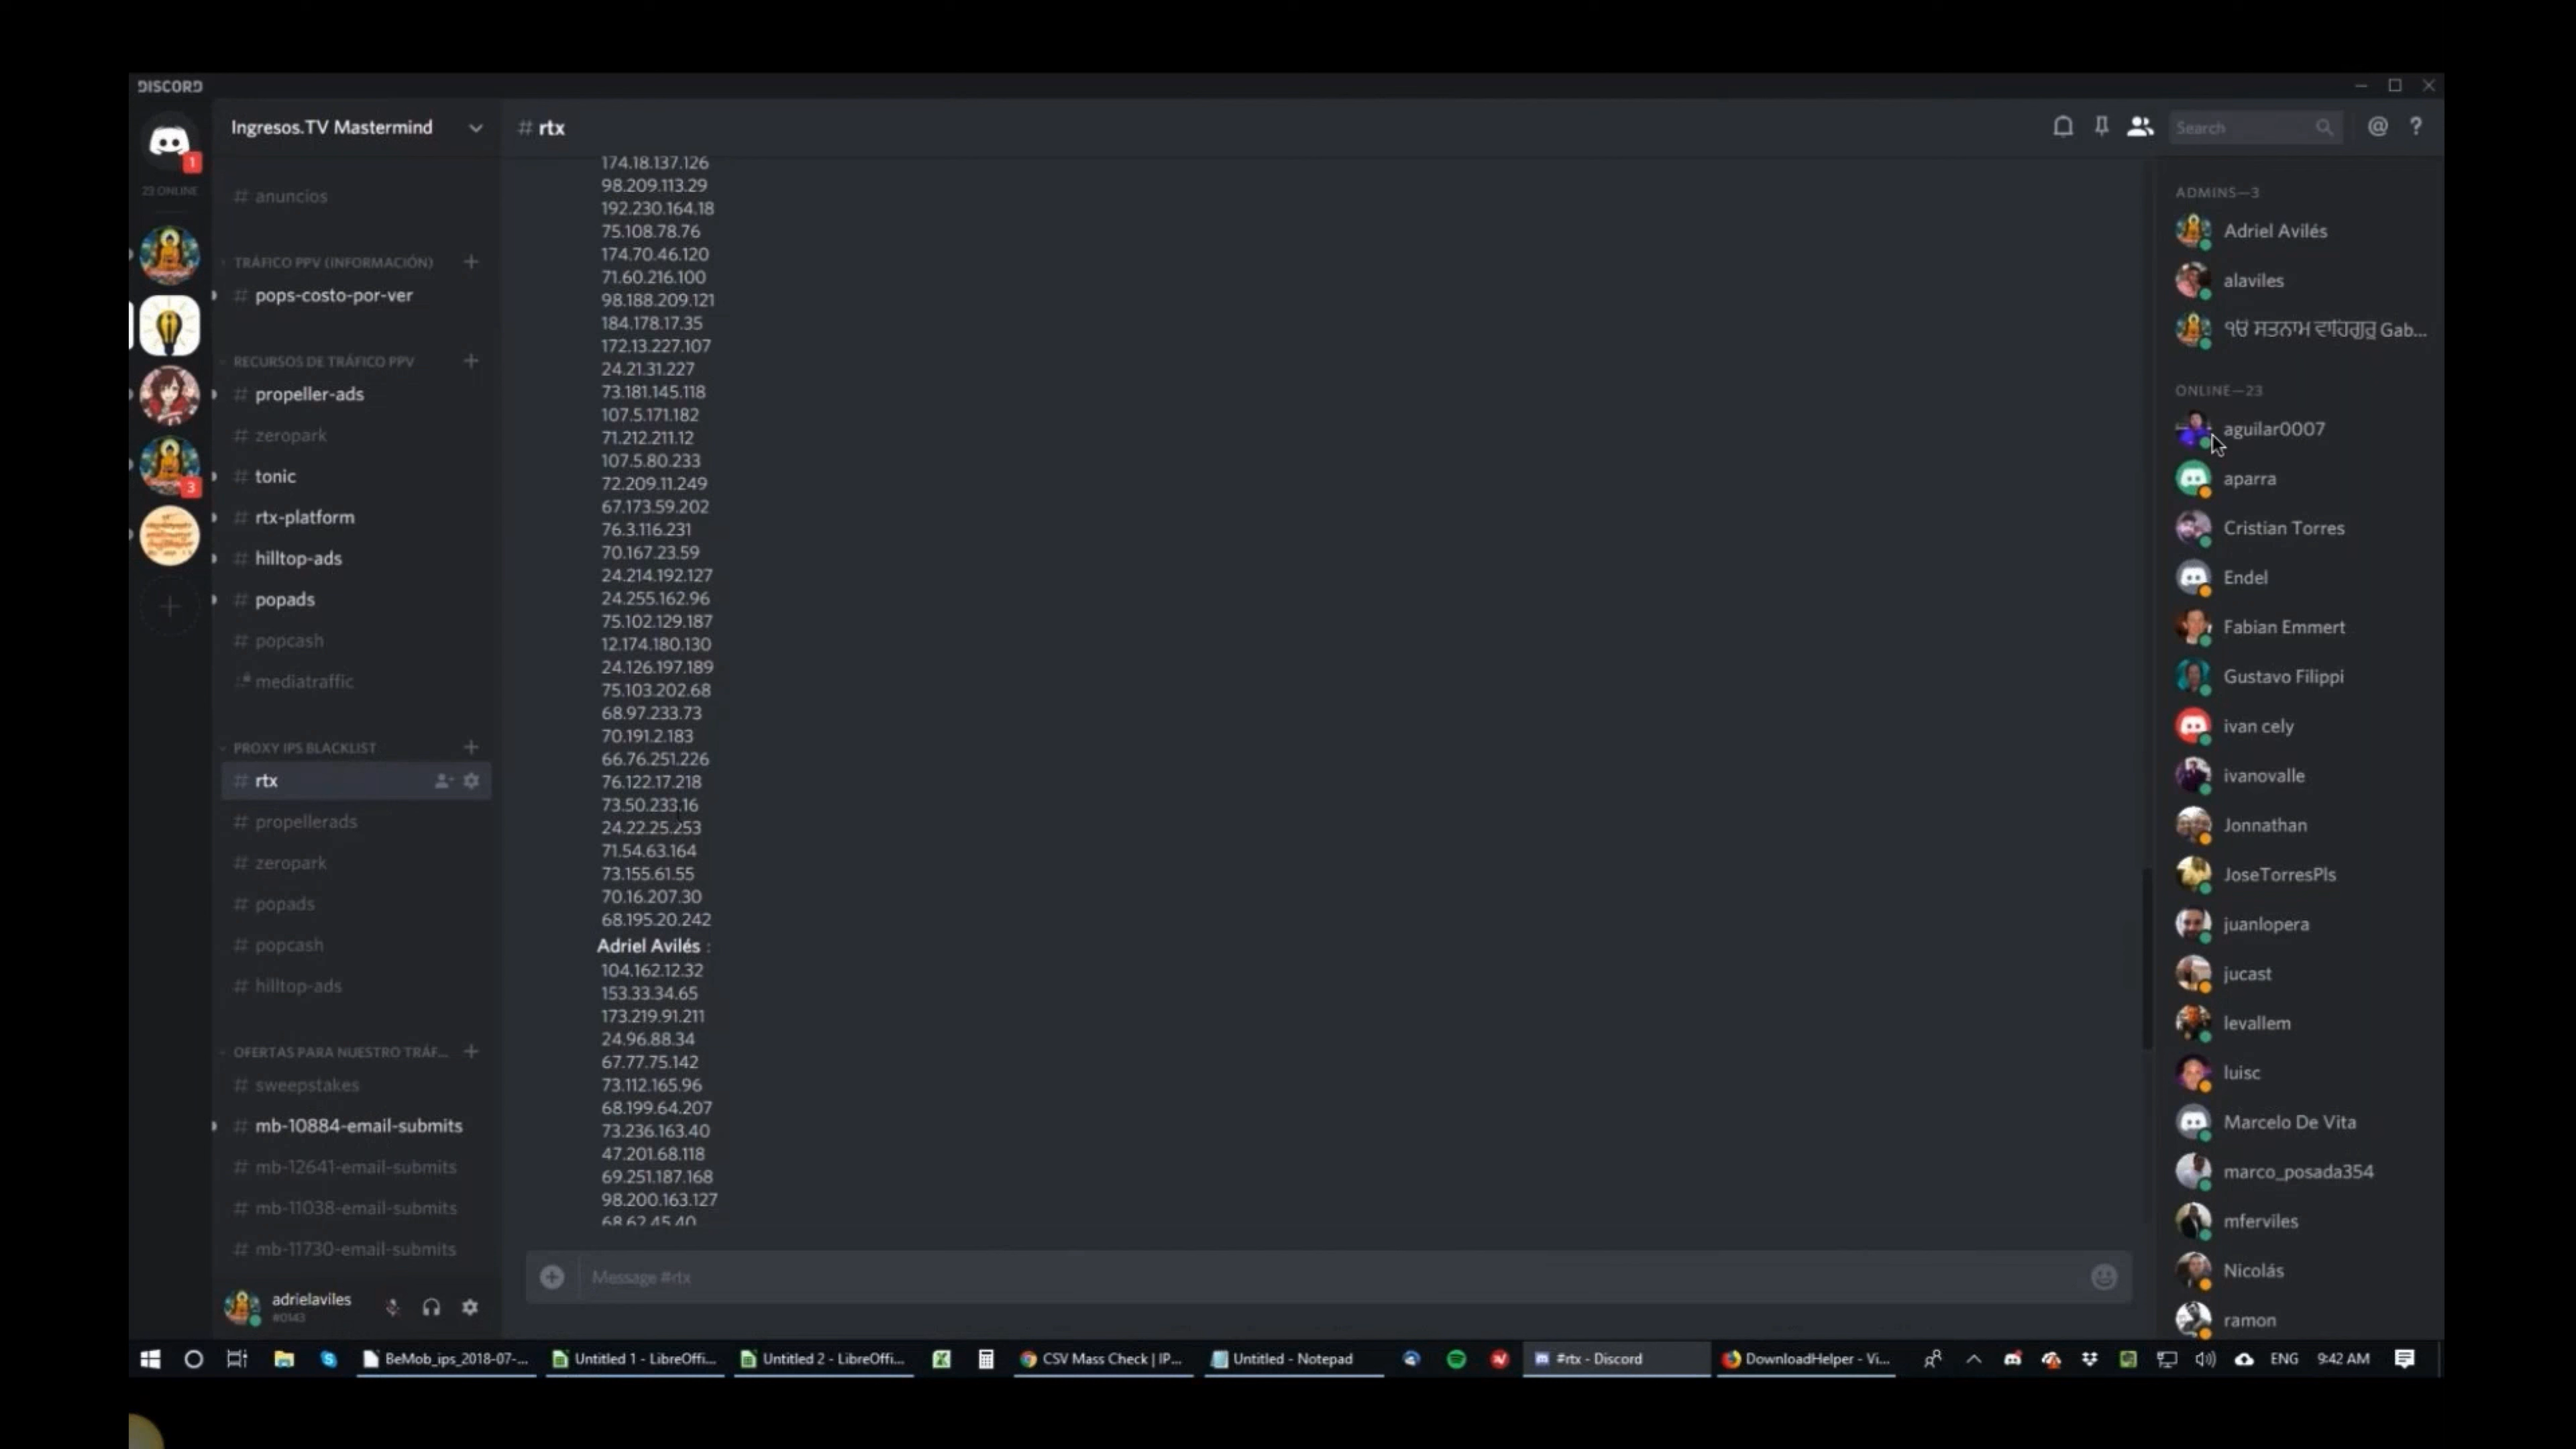 DISCORD
1
23 ONLINE
3
Ingresos.TV Mastermind
# anuncios
TRÁFICO PPV (INFORMACIÓN) +
# pops-costo-por-ver
RECURSOS DE TRÁFICO PPV +
# propeller-ads
# zeropark
# tonic
# rtx-platform
# hilltop-ads
# popads
# popcash
mediatraffic
PROXY IPS BLACKLIST +
# rtx
# propellerads
# zeropark
# popads
# popcash
# hilltop-ads
OFERTAS PARA NUESTRO TRÁF... +
# sweepstakes
# mb-10884-email-submits
# mb-12641-email-submits
# mb-11038-email-submits
# mb-11730-email-submits
adrielaviles
#0143
# rtx
Search
@ ?
174.18.137.126
98.209.113.29
192.230.164.18
75.108.78.76
174.70.46.120
71.60.216.100
98.188.209.121
184.178.17.35
172.13.227.107
24.21.31.227
73.181.145.118
107.5.171.182
71.212.211.12
107.5.80.233
72.209.11.249
67.173.59.202
76.3.116.231
70.167.23.59
24.214.192.127
24.255.162.96
75.102.129.187
12.174.180.130
24.126.197.189
75.103.202.68
68.97.233.73
70.191.2.183
66.76.251.226
76.122.17.218
73.50.233.16
24.22.25.253
71.54.63.164
73.155.61.55
70.16.207.30
68.195.20.242
Adriel Avilés :
104.162.12.32
153.33.34.65
173.219.91.211
24.96.88.34
67.77.75.142
73.112.165.96
68.199.64.207
73.236.163.40
47.201.68.118
69.251.187.168
98.200.163.127
68.62.45.40
Message #rtx
ADMINS—3
Adriel Avilés
alaviles
ੴ ਸਤਨਾਮ ਵਾਹਿਗੁਰੂ Gab...
ONLINE—23
aguilar0007
aparra
Cristian Torres
Endel
Fabian Emmert
Gustavo Filippi
ivan cely
ivanovalle
Jonnathan
JoseTorresPls
juanlopera
jucast
levallem
luisc
Marcelo De Vita
marco_posada354
mferviles
Nicolás
ramon
BeMob_ips_2018-07-...
Untitled 1 - LibreOffi...
Untitled 2 - LibreOffi...
CSV Mass Check | IP...
Untitled - Notepad
#rtx - Discord
DownloadHelper - Vi...
ENG
9:42 AM